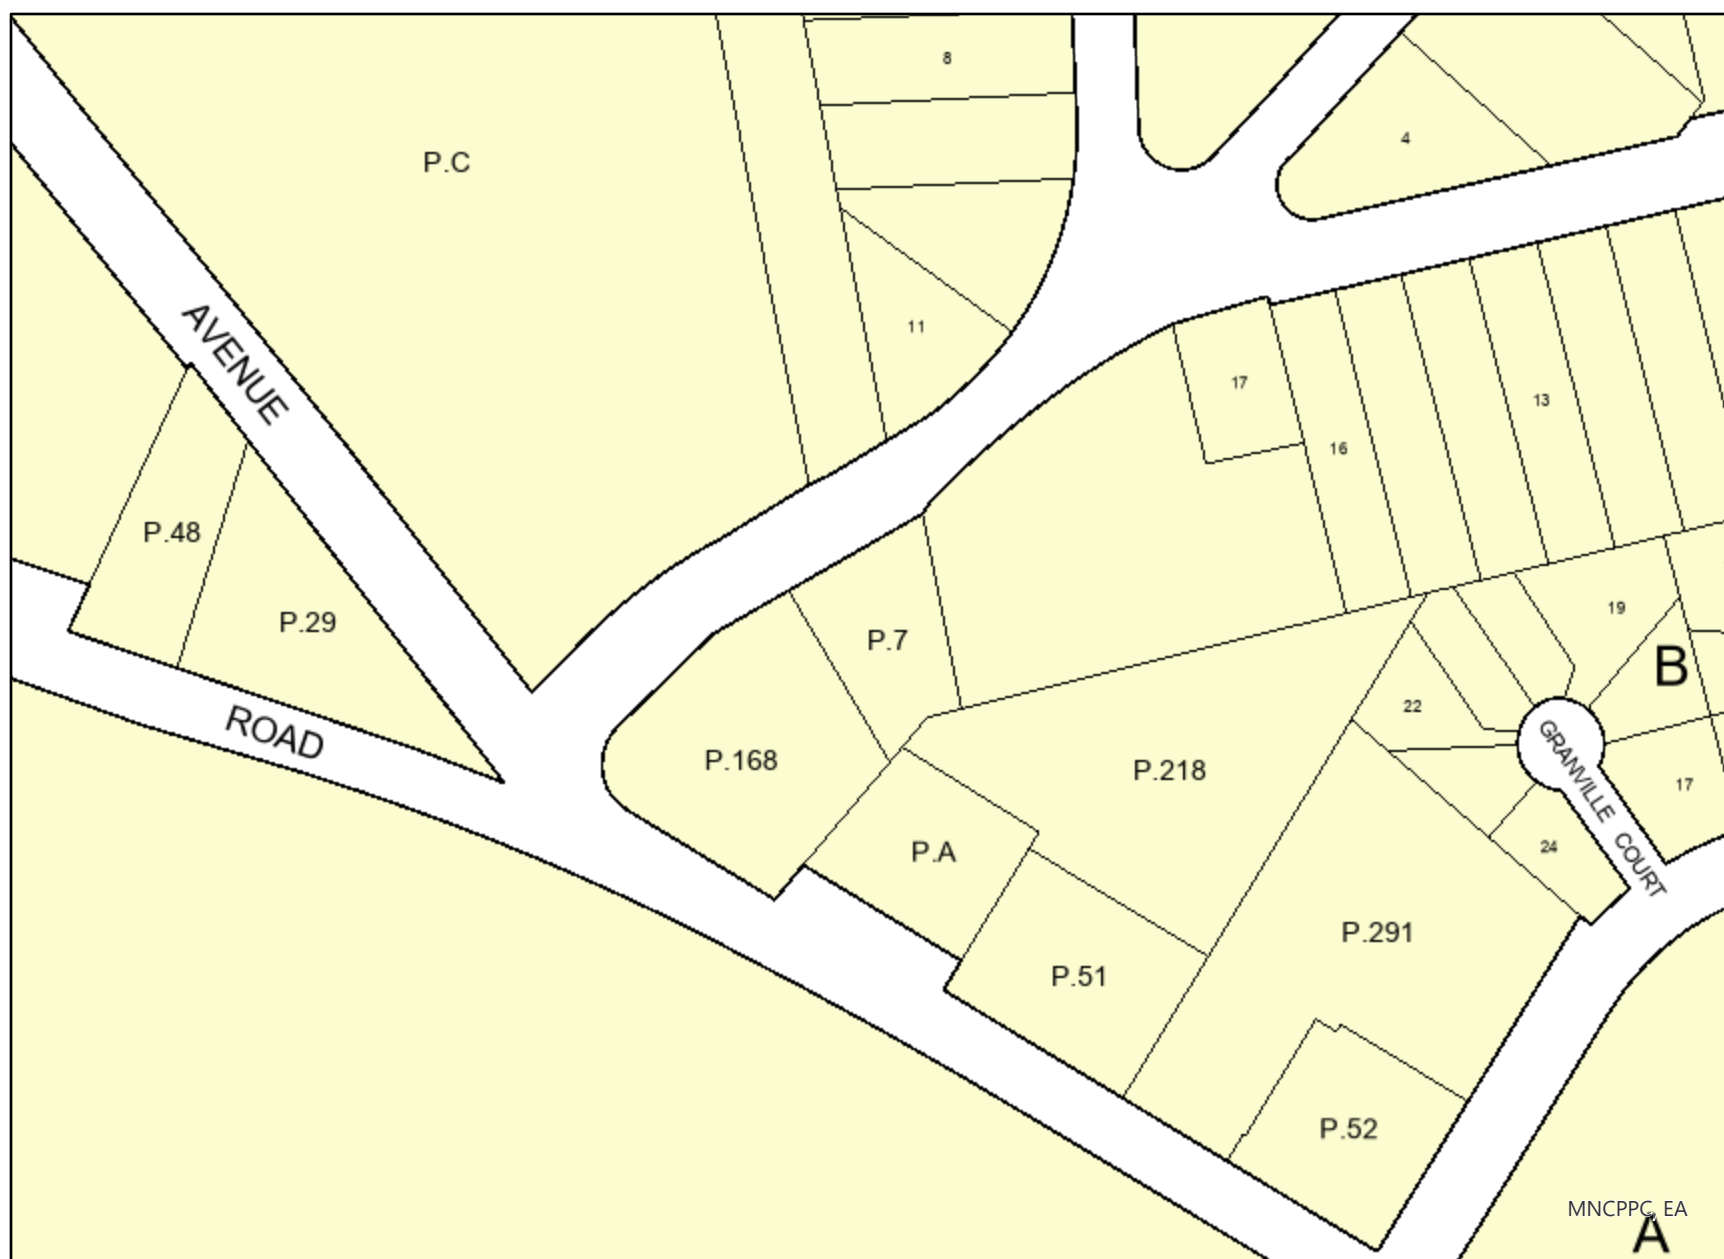 8
P.C
4
11
AVENUE
17
13
16
P.48
P.29
P.7
19
B
ROAD
22
P.168
P.218
GRANVILLE COURT
17
P.A
24
P.291
P.51
P.52
MNCPPC, EA
A